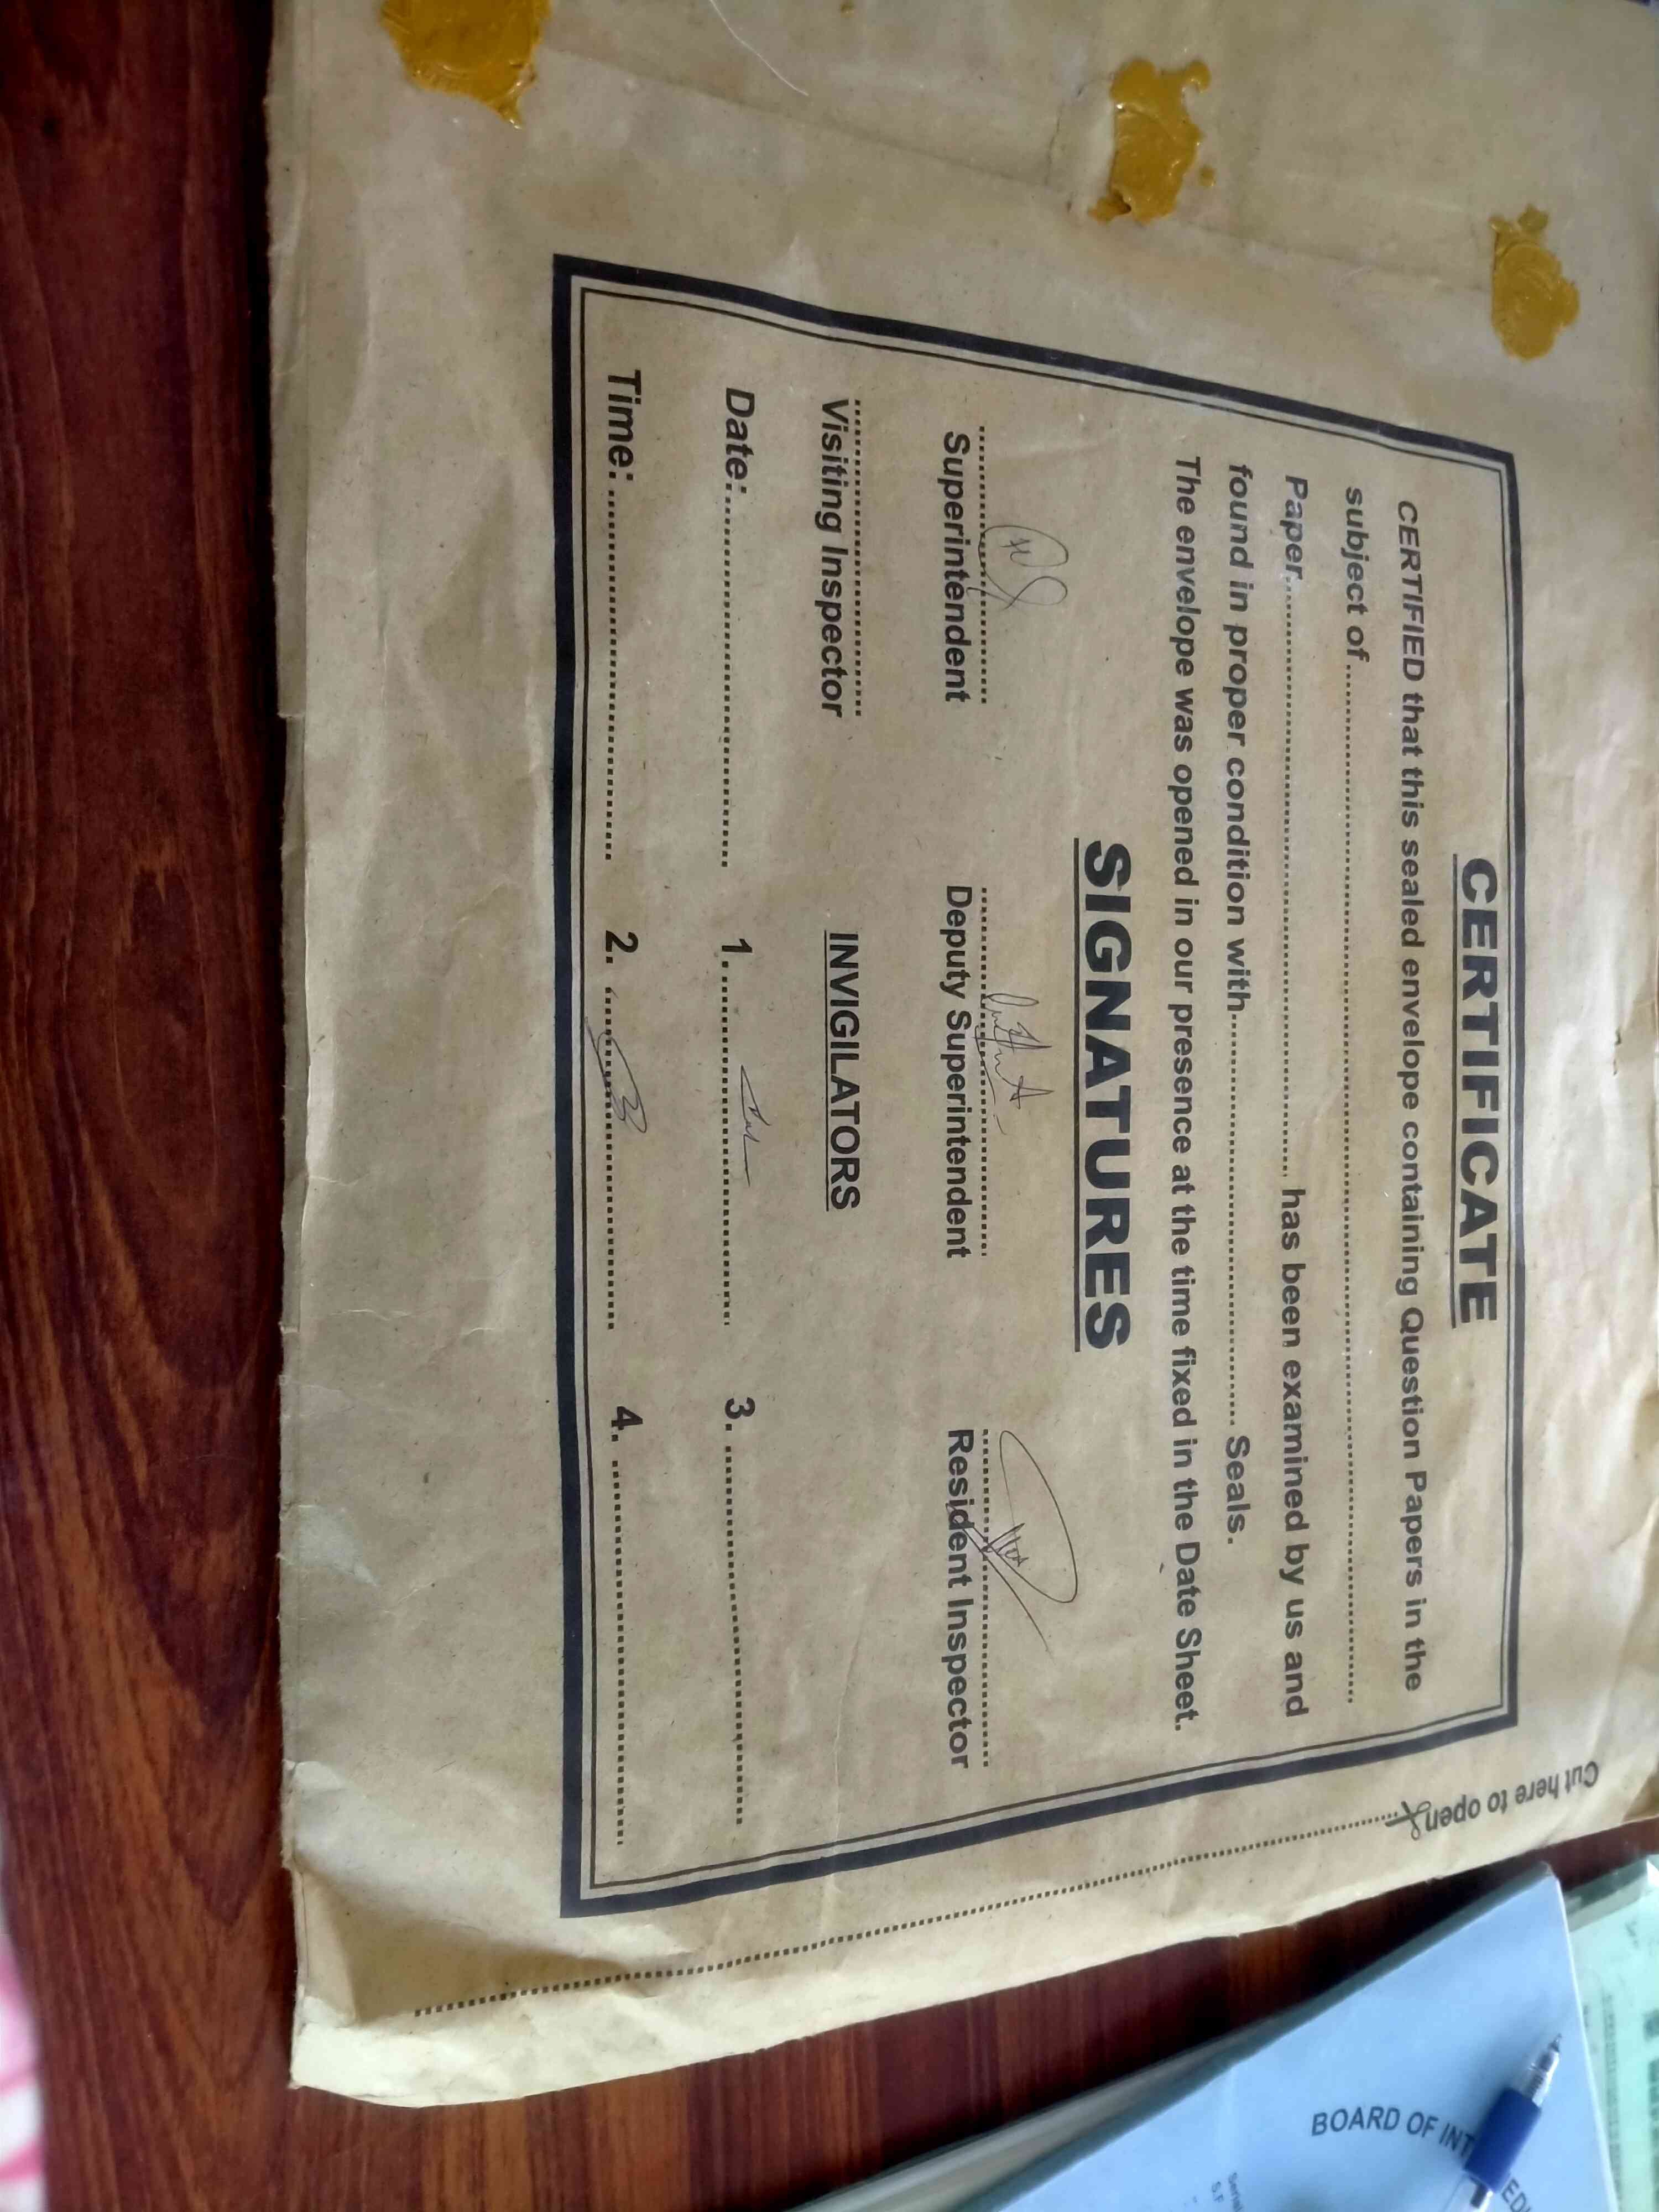 CERTIFICATE
CERTIFIED that this sealed envelope containing Question Papers in the
subject of..........
Paper.......... has been examined by us and
found in proper condition with.......... Seals.
The envelope was opened in our presence at the time fixed in the Date Sheet.
SIGNATURES
Superintendent Deputy Superintendent Resident Inspector
Visiting Inspector INVIGILATORS
Date:.......... 1........... 3. ..........
Time: .......... 2. .......... 4. ..........
Cut here to open
BOARD OF